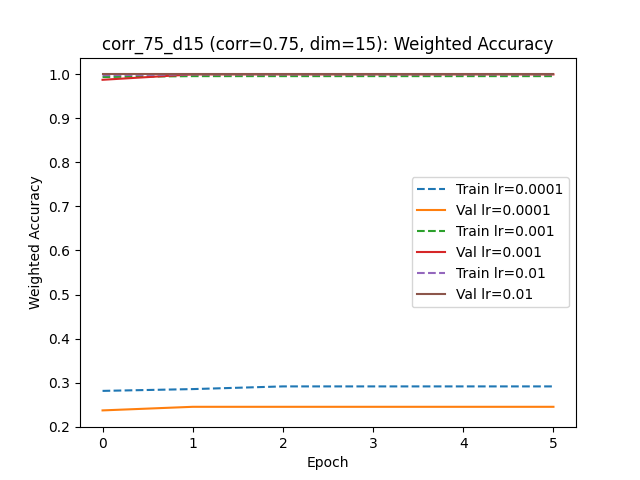 corr_75_d15 (corr=0.75, dim=15): Weighted Accuracy
Weighted Accuracy
1.0
0.9
0.8
0.7
0.6
0.5
0.4
0.3
0.2
Train lr=0.0001
Val lr=0.0001
Train lr=0.001
Val lr=0.001
Train lr=0.01
Val lr=0.01
0 1 2 3 4 5
Epoch